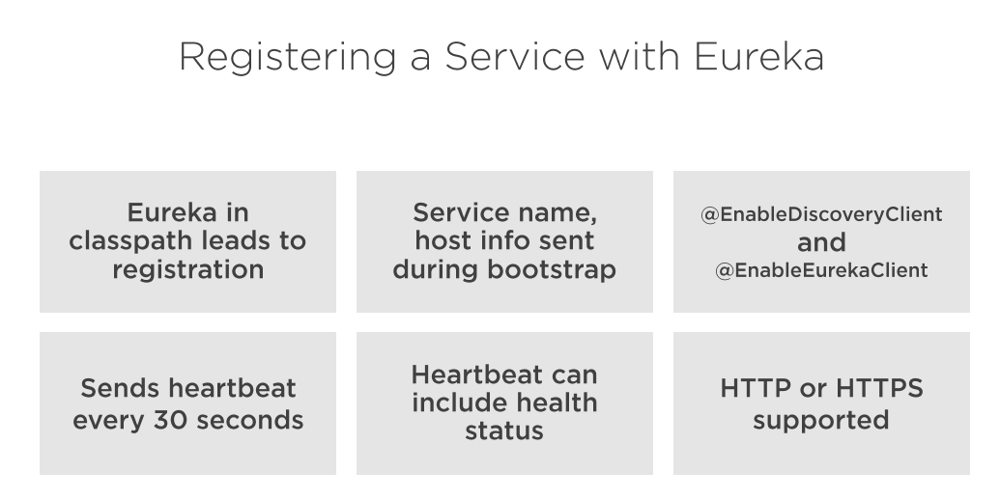 Registering a Service with Eureka
Eureka in
classpath leads to
registration
Service name,
host info sent
during bootstrap
@EnableDiscoveryClient
and
@EnableEurekaClient
Sends heartbeat
every 30 seconds
Heartbeat can
include health
status
HTTP or HTTPS
supported